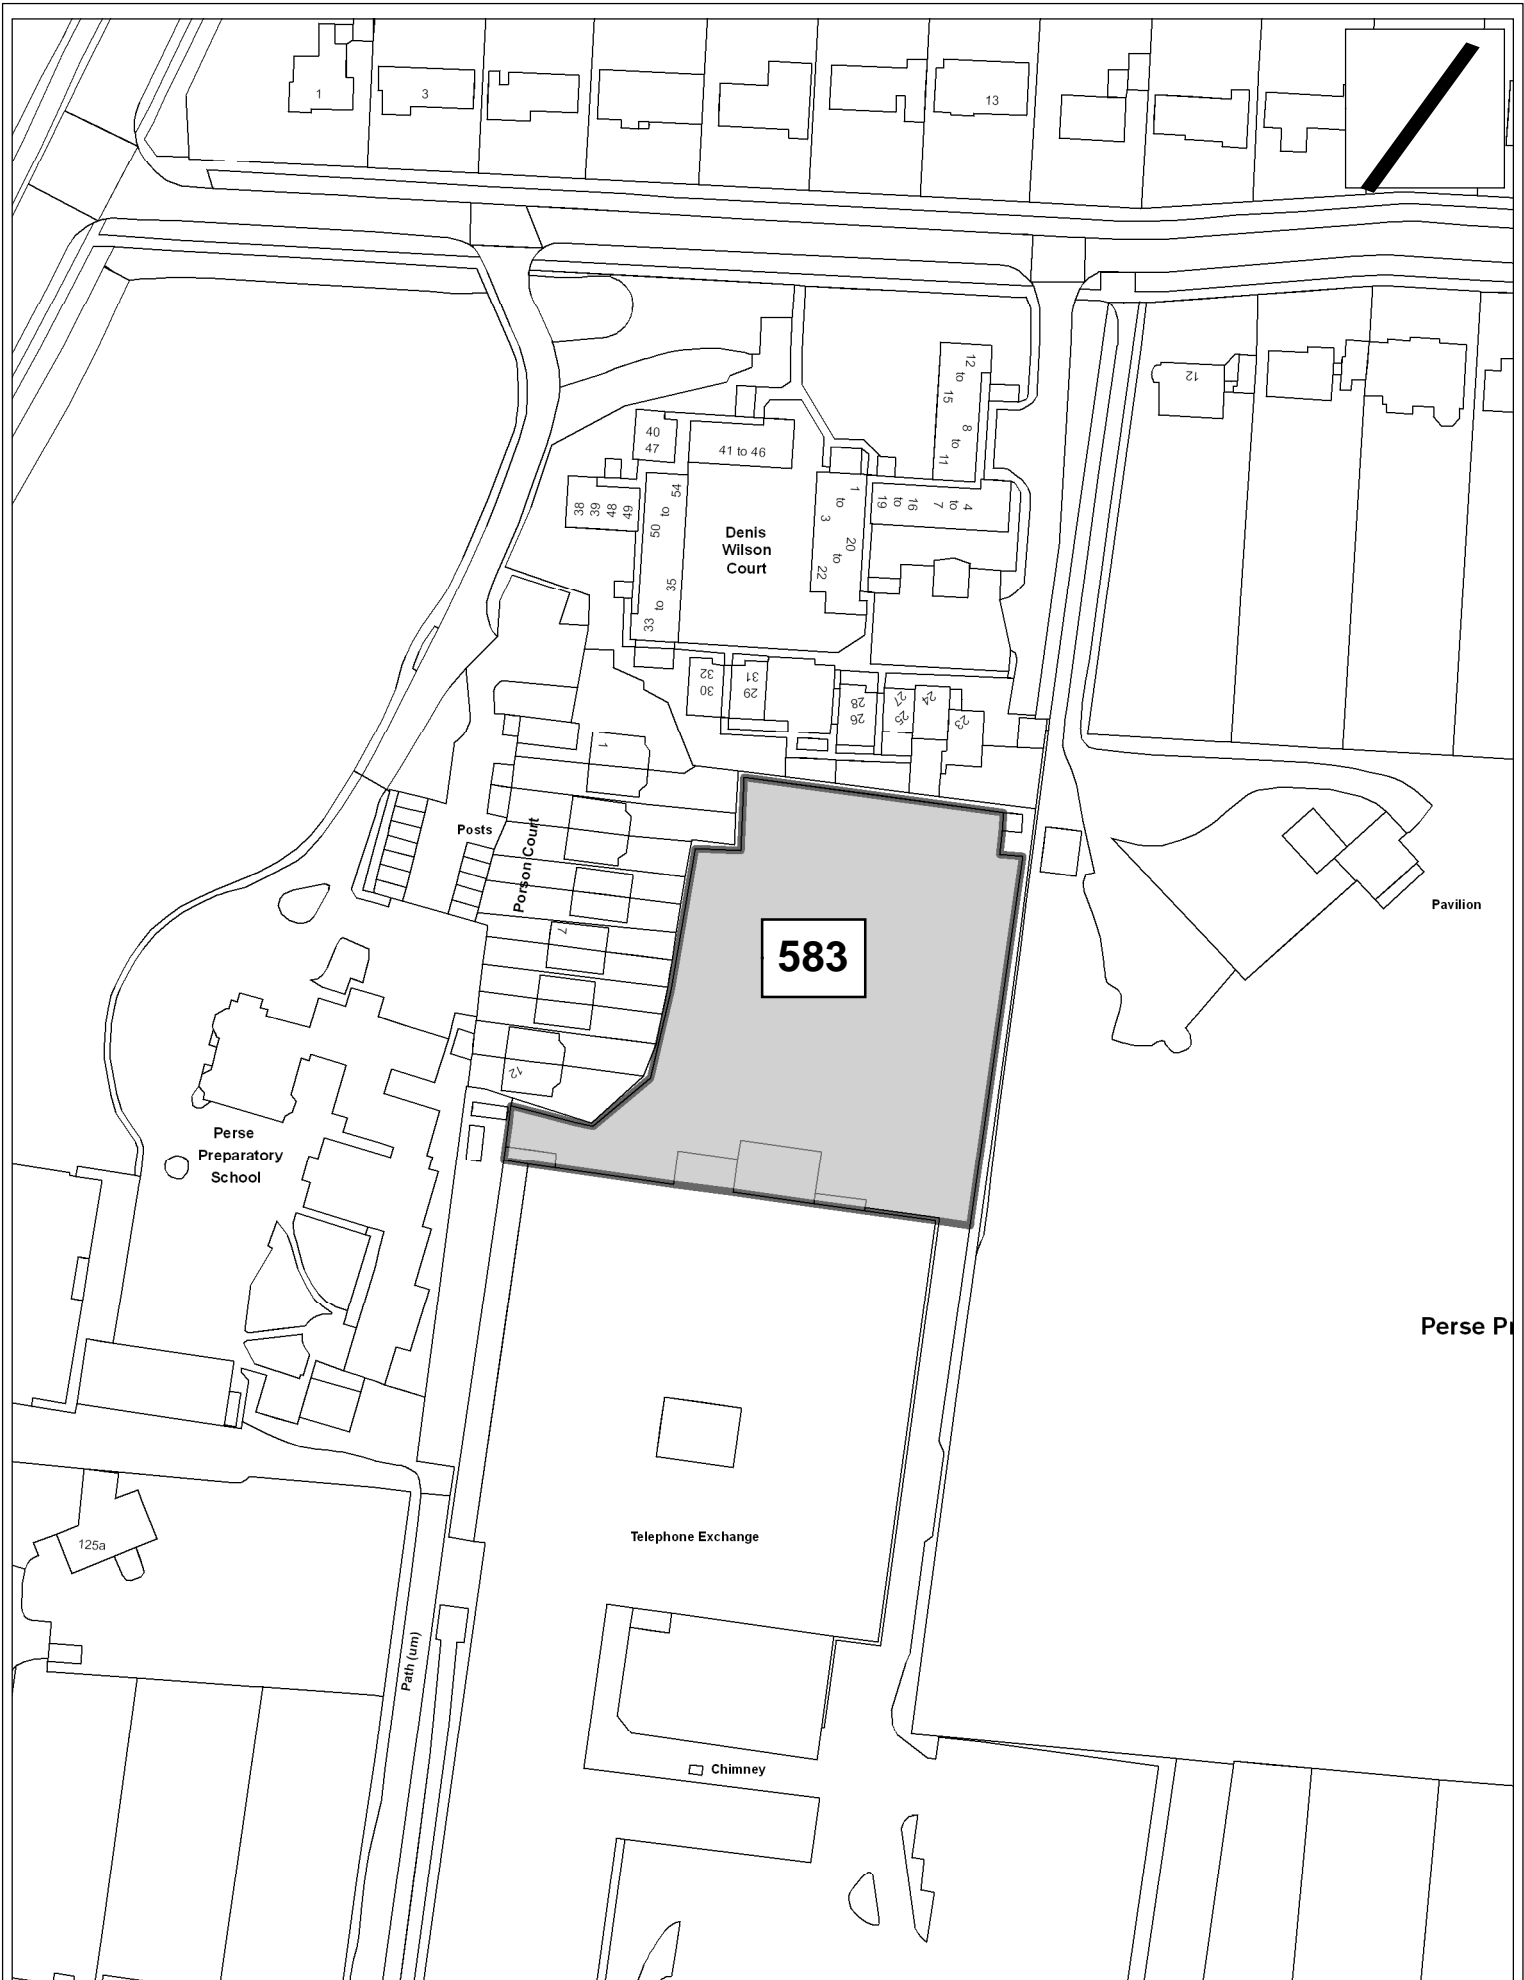 1
3
13
12
12
to
15
8
to
11
40
47
41 to 46
38
39
48
49
50 to 54
33 to 35
Denis
Wilson
Court
1
to
3
20
to
22
19
to
16
7
to
4
32
30
31
29
28
26
27
25
24
23
1
Posts
Porson Court
7
12
583
Pavilion
Perse
Preparatory
School
Perse Pr
Telephone Exchange
125a
Path (um)
Chimney